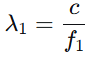 λ₁ = c / f₁